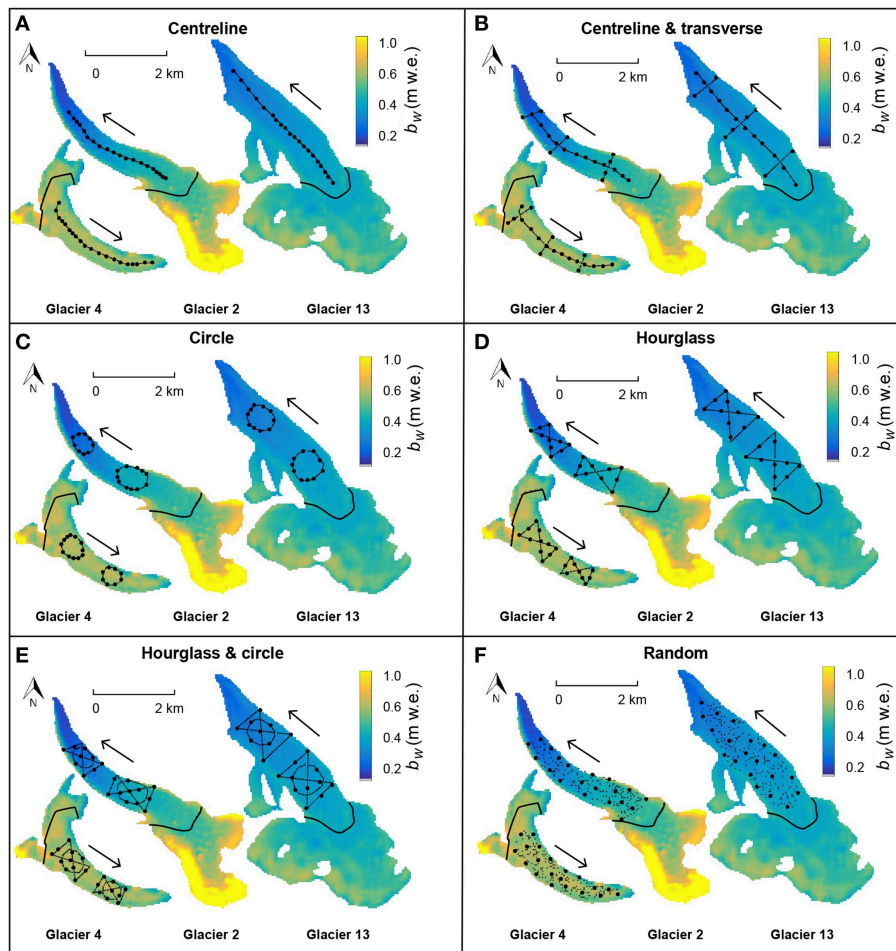 A
Centreline
N
0 2 km
1.0
0.8
0.6
0.4
0.2
b_w (m w.e.)
Glacier 4 Glacier 2 Glacier 13
B
Centreline & transverse
N
0 2 km
1.0
0.8
0.6
0.4
0.2
b_w (m w.e.)
Glacier 4 Glacier 2 Glacier 13
C
Circle
N
0 2 km
1.0
0.8
0.6
0.4
0.2
b_w (m w.e.)
Glacier 4 Glacier 2 Glacier 13
D
Hourglass
N
0 2 km
1.0
0.8
0.6
0.4
0.2
b_w (m w.e.)
Glacier 4 Glacier 2 Glacier 13
E
Hourglass & circle
N
0 2 km
1.0
0.8
0.6
0.4
0.2
b_w (m w.e.)
Glacier 4 Glacier 2 Glacier 13
F
Random
N
0 2 km
1.0
0.8
0.6
0.4
0.2
b_w (m w.e.)
Glacier 4 Glacier 2 Glacier 13